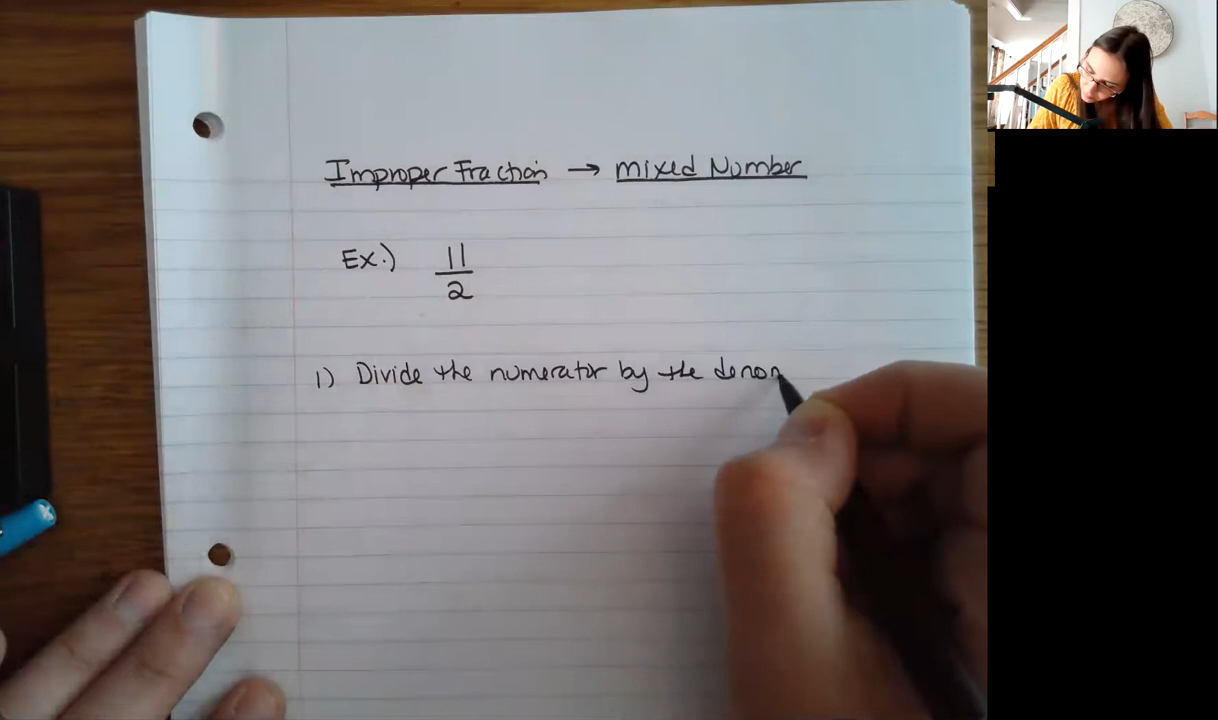 Improper Fraction → mixed Number
Ex.) 11/2
1) Divide the numerator by the denom